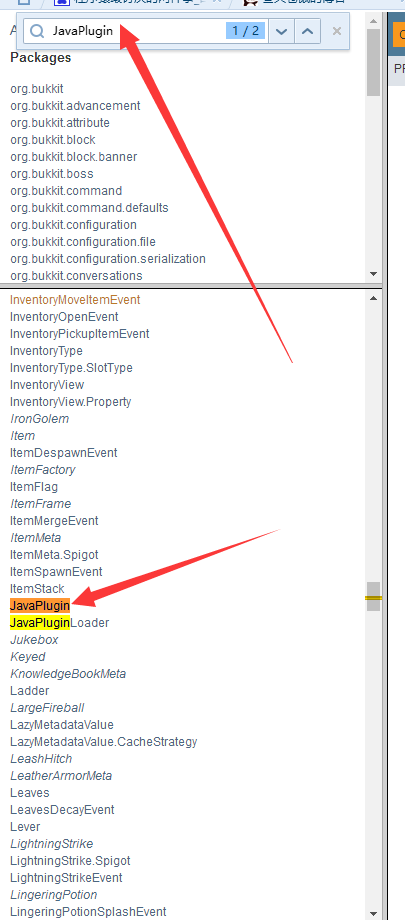 JavaPlugin 1 / 2
Packages
org.bukkit
org.bukkit.advancement
org.bukkit.attribute
org.bukkit.block
org.bukkit.block.banner
org.bukkit.boss
org.bukkit.command
org.bukkit.command.defaults
org.bukkit.configuration
org.bukkit.configuration.file
org.bukkit.configuration.serialization
org.bukkit.conversations
InventoryMoveItemEvent
InventoryOpenEvent
InventoryPickupItemEvent
InventoryType
InventoryType.SlotType
InventoryView
InventoryView.Property
IronGolem
Item
ItemDespawnEvent
ItemFactory
ItemFlag
ItemFrame
ItemMergeEvent
ItemMeta
ItemMeta.Spigot
ItemSpawnEvent
ItemStack
JavaPlugin
JavaPluginLoader
Jukebox
Keyed
KnowledgeBookMeta
Ladder
LargeFireball
LazyMetadataValue
LazyMetadataValue.CacheStrategy
LeashHitch
LeatherArmorMeta
Leaves
LeavesDecayEvent
Lever
LightningStrike
LightningStrike.Spigot
LightningStrikeEvent
LingeringPotion
LingeringPotionSplashEvent